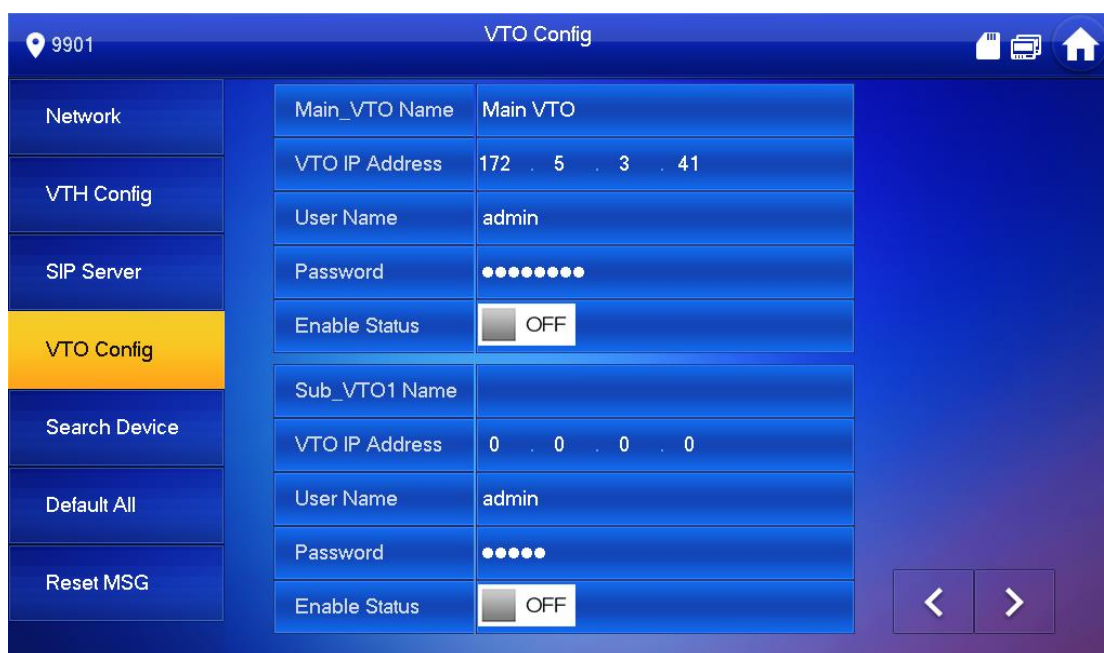 9901
VTO Config
Network
VTH Config
SIP Server
VTO Config
Search Device
Default All
Reset MSG
Main_VTO Name Main VTO
VTO IP Address 172 . 5 . 3 . 41
User Name admin
Password ●●●●●●●●
Enable Status OFF
Sub_VTO1 Name
VTO IP Address 0 . 0 . 0 . 0
User Name admin
Password ●●●●●
Enable Status OFF